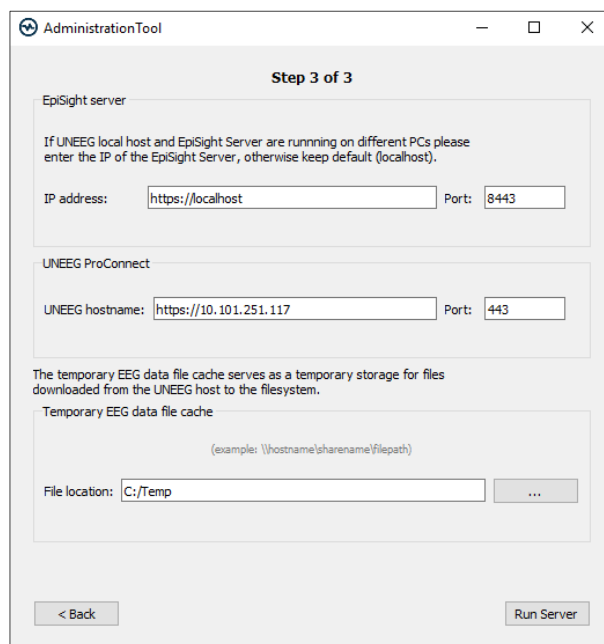 AdministrationTool
Step 3 of 3
EpiSight server
If UNEEG local host and EpiSight Server are runnning on different PCs please
enter the IP of the EpiSight Server, otherwise keep default (localhost).
IP address: https://localhost Port: 8443
UNEEG ProConnect
UNEEG hostname: https://10.101.251.117 Port: 443
The temporary EEG data file cache serves as a temporary storage for files
downloaded from the UNEEG host to the filesystem.
Temporary EEG data file cache
(example: \\hostname\sharename\filepath)
File location: C:/Temp ...
< Back Run Server